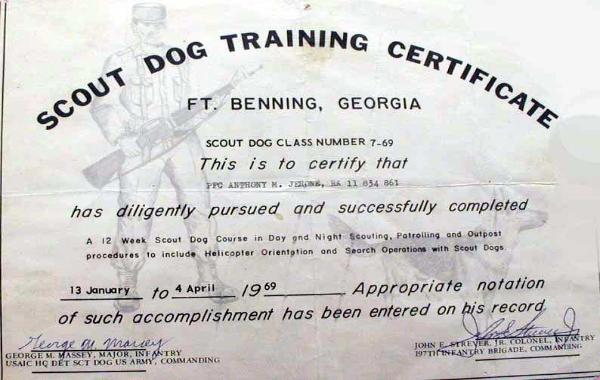 SCOUT DOG TRAINING CERTIFICATE
FT. BENNING, GEORGIA
SCOUT DOG CLASS NUMBER 7-69
This is to certify that
PFC ANTHONY M. JERONE, RA 11 834 861
has diligently pursued and successfully completed
A 12 Week Scout Dog Course in Day and Night Scouting, Patrolling and Outpost
procedures to include Helicopter Orientation and Search Operations with Scout Dogs.
13 January to 4 April 1969 Appropriate notation
of such accomplishment has been entered on his record.
George M. Massey
GEORGE M. MASSEY, MAJOR, INFANTRY
USAIC HQ DET SCT DOG US ARMY, COMMANDING
JOHN E. STREVER, JR. COLONEL, INFANTRY
197TH INFANTRY BRIGADE, COMMANDING